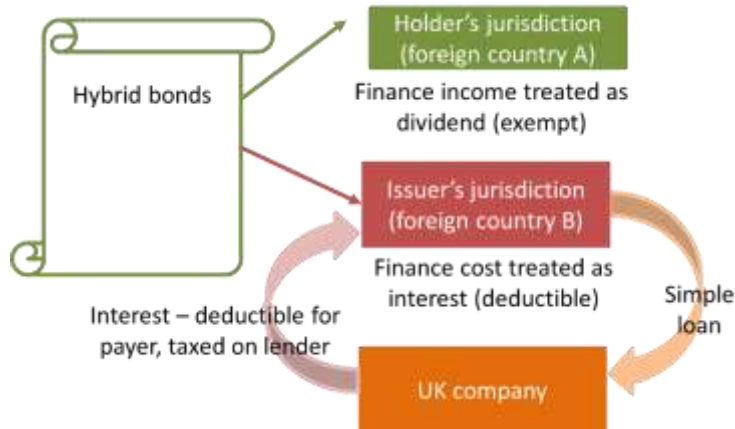 Holder's jurisdiction
(foreign country A)
Hybrid bonds
Finance income treated as
dividend (exempt)
Issuer's jurisdiction
(foreign country B)
Finance cost treated as
interest (deductible)
Simple
loan
Interest – deductible for
payer, taxed on lender
UK company